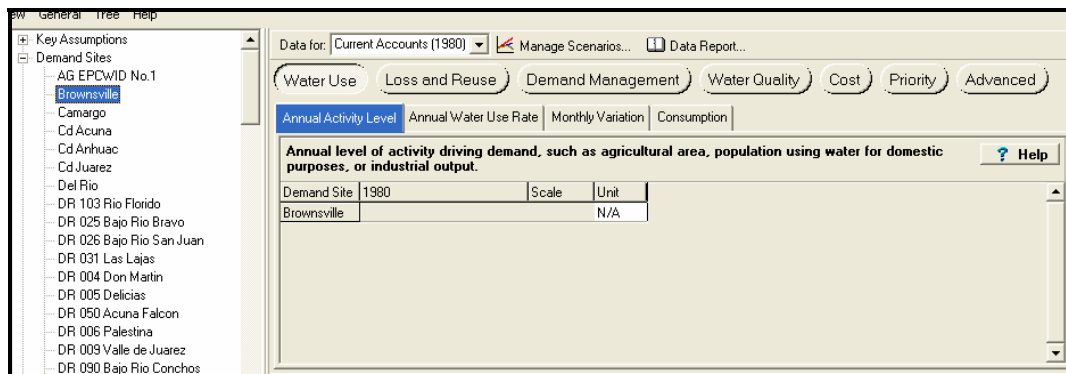 ew General Tree Help
Key Assumptions
Demand Sites
AG EPCWID No.1
Brownsville
Camargo
Cd Acuna
Cd Anhuac
Cd Juarez
Del Rio
DR 103 Rio Florido
DR 025 Bajo Rio Bravo
DR 026 Bajo Rio San Juan
DR 031 Las Lajas
DR 004 Don Martin
DR 005 Delicias
DR 050 Acuna Falcon
DR 006 Palestina
DR 009 Valle de Juarez
DR 090 Bajo Rio Conchos
Data for: Current Accounts (1980) Manage Scenarios... Data Report...
Water Use Loss and Reuse Demand Management Water Quality Cost Priority Advanced
Annual Activity Level Annual Water Use Rate Monthly Variation Consumption
Annual level of activity driving demand, such as agricultural area, population using water for domestic
purposes, or industrial output.
? Help
Demand Site 1980 Scale Unit
Brownsville N/A